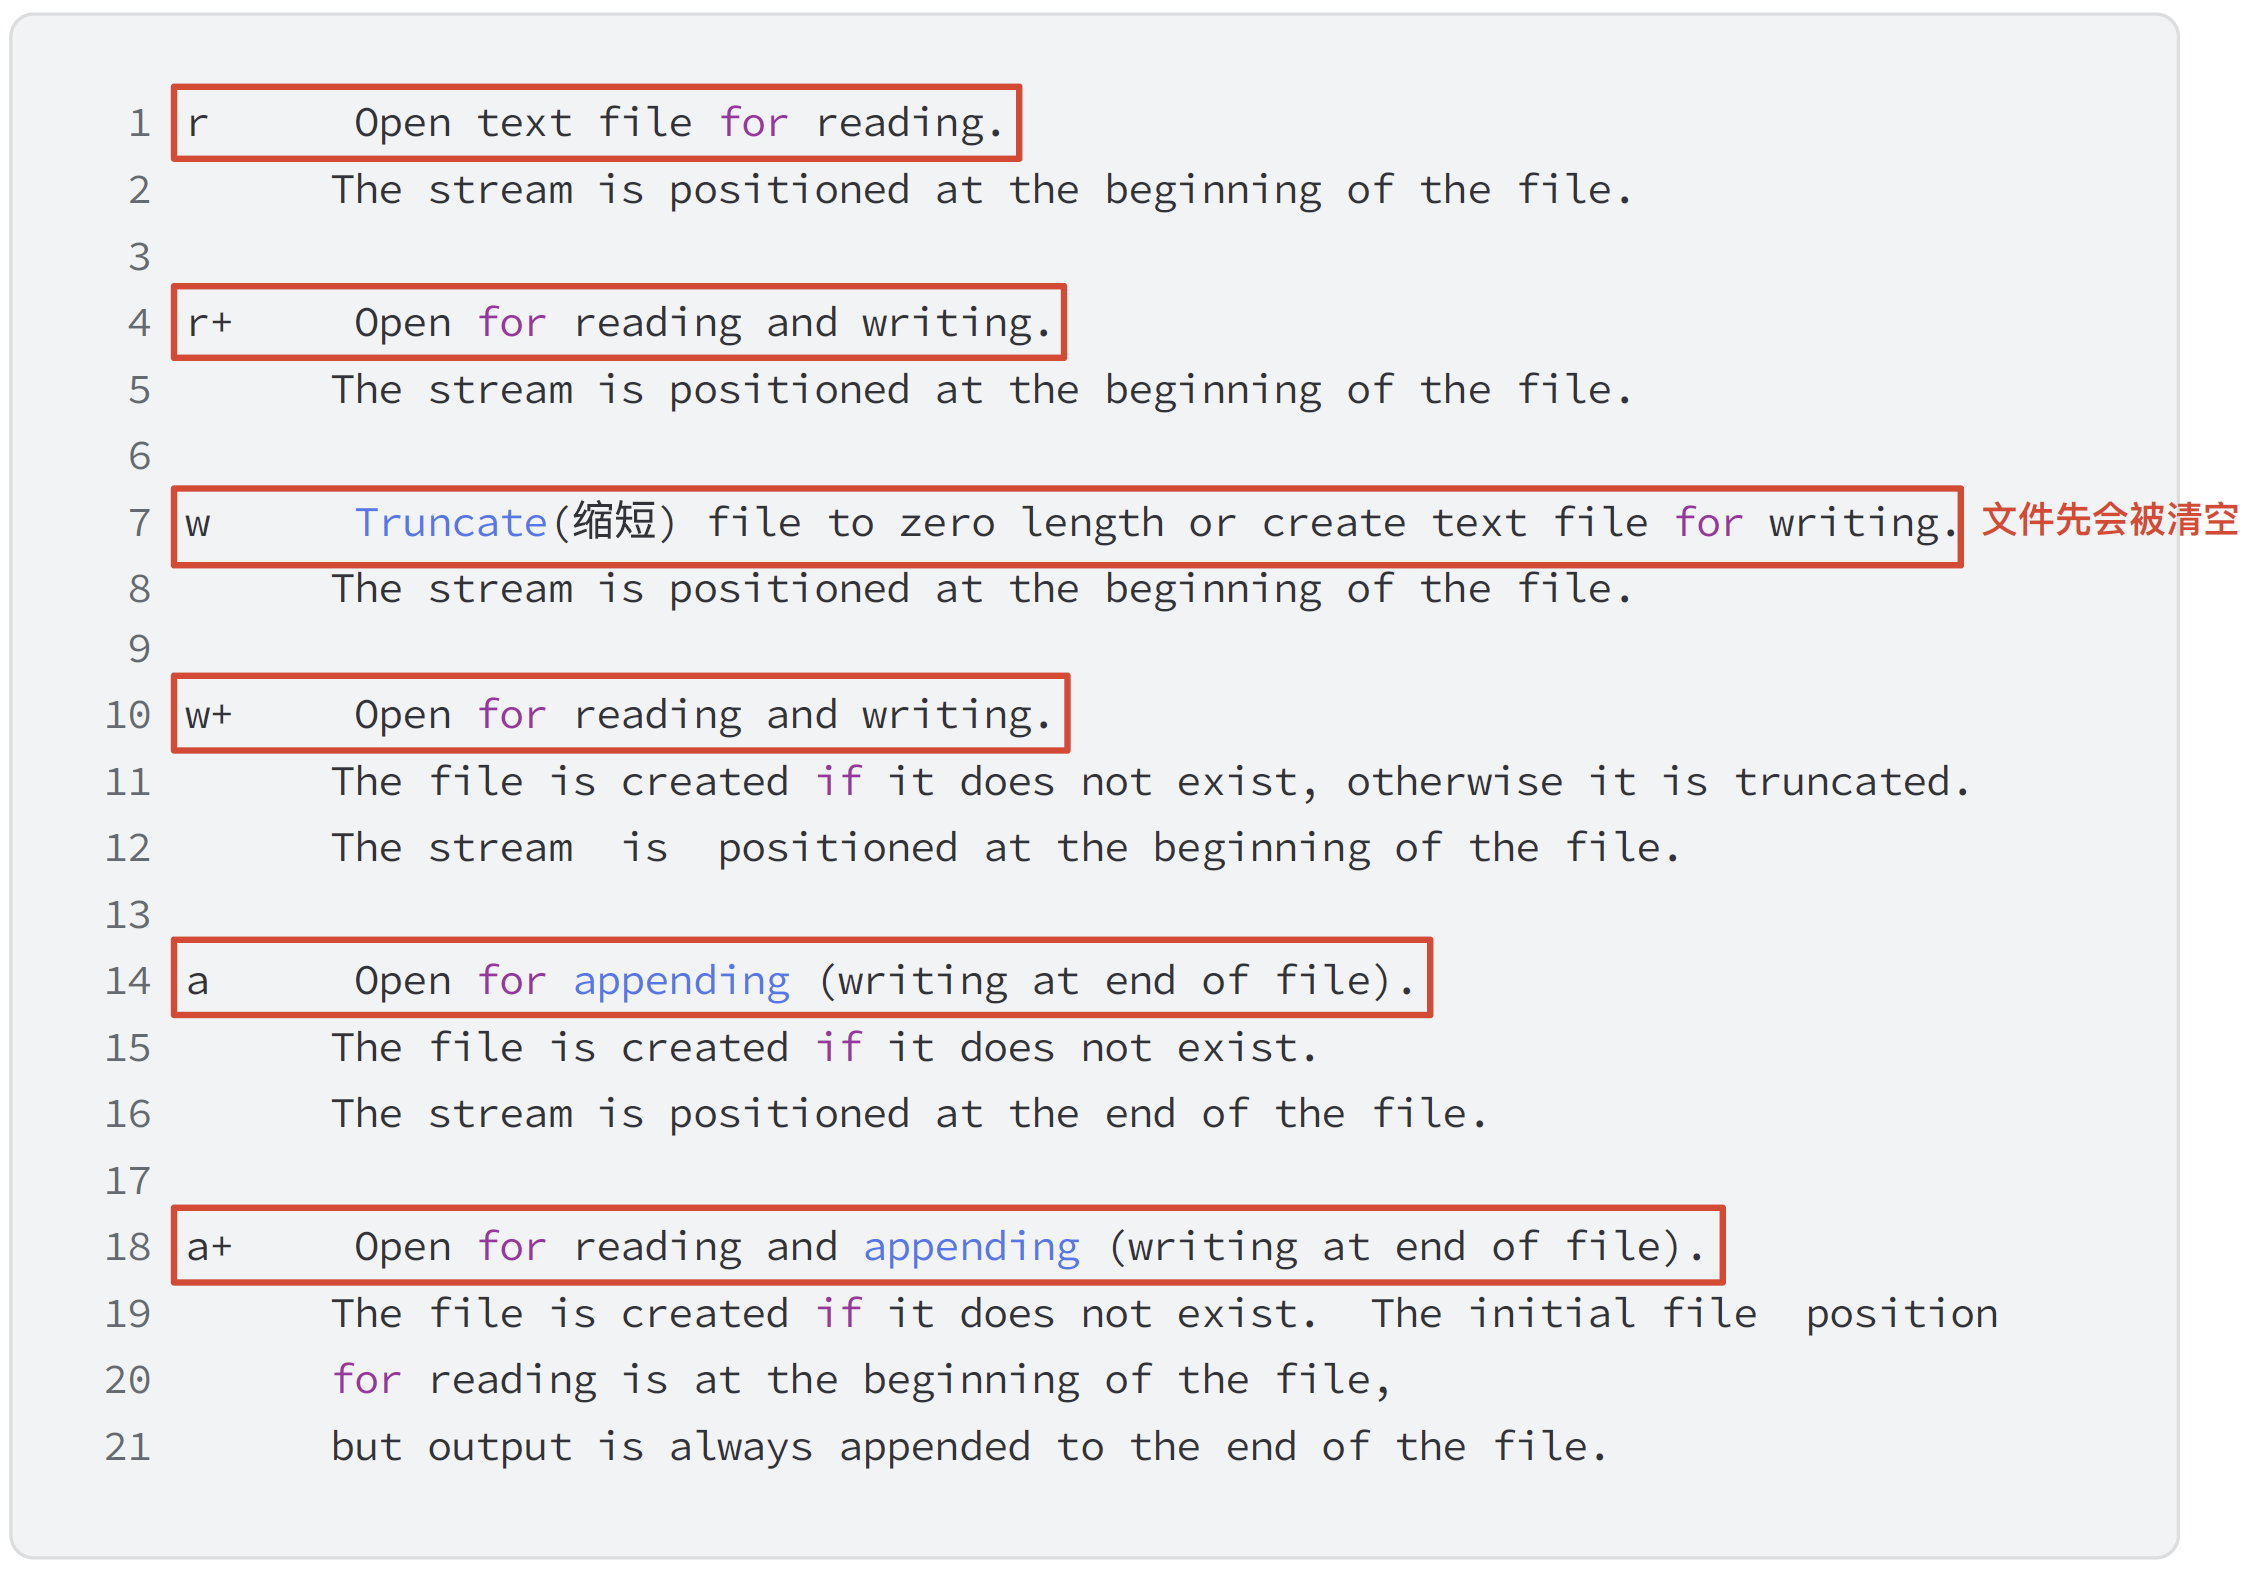 1 r Open text file for reading.
2 The stream is positioned at the beginning of the file.
3
4 r+ Open for reading and writing.
5 The stream is positioned at the beginning of the file.
6
7 w Truncate(缩短) file to zero length or create text file for writing. 文件先会被清空
8 The stream is positioned at the beginning of the file.
9
10 w+ Open for reading and writing.
11 The file is created if it does not exist, otherwise it is truncated.
12 The stream  is  positioned at the beginning of the file.
13
14 a Open for appending (writing at end of file).
15 The file is created if it does not exist.
16 The stream is positioned at the end of the file.
17
18 a+ Open for reading and appending (writing at end of file).
19 The file is created if it does not exist.  The initial file  position
20 for reading is at the beginning of the file,
21 but output is always appended to the end of the file.